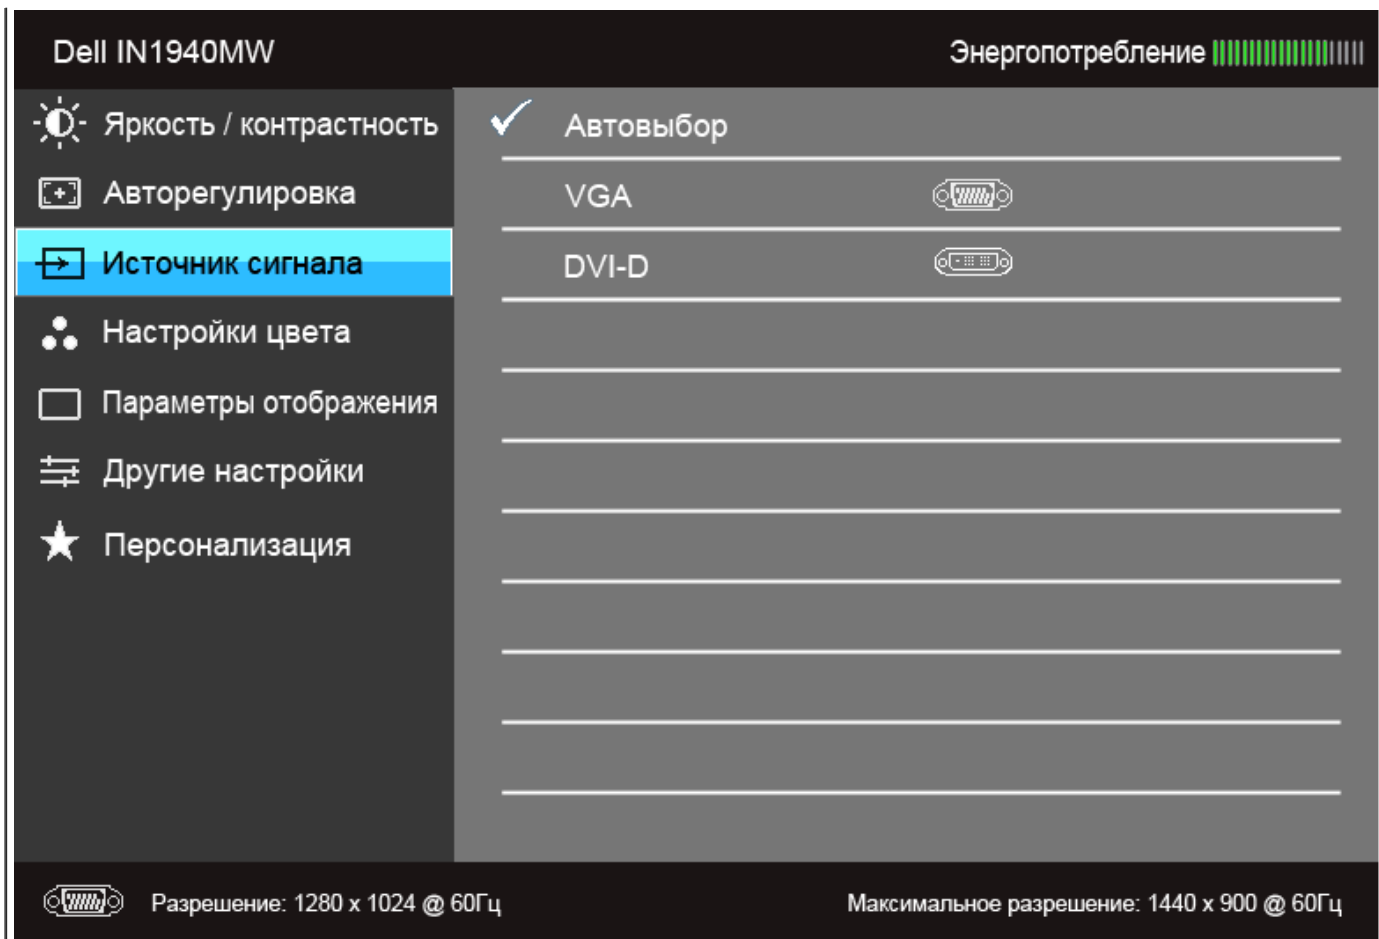 Dell IN1940MW
Энергопотребление
Яркость / контрастность
Авторегулировка
Источник сигнала
Настройки цвета
Параметры отображения
Другие настройки
Персонализация
Автовыбор
VGA
DVI-D
Разрешение: 1280 x 1024 @ 60Гц
Максимальное разрешение: 1440 x 900 @ 60Гц